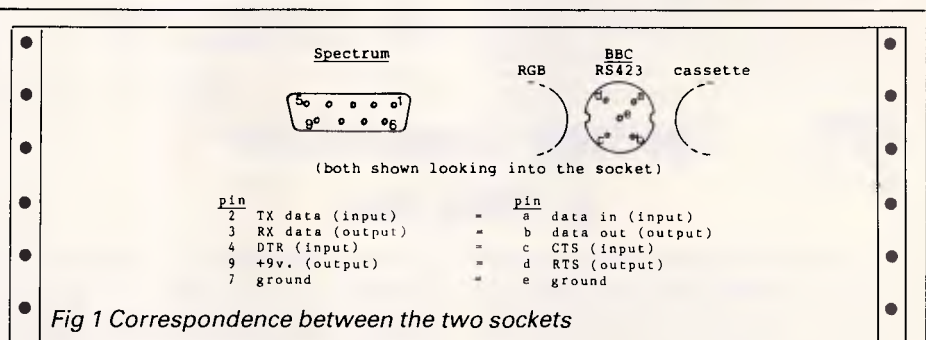 Spectrum
BBC
RGB RS423 cassette
5 1
9 6
d a
e
c b
(both shown looking into the socket)
pin pin
2 TX data (input) = a data in (input)
3 RX data (output) = b data out (output)
4 DTR (input) = c CTS (input)
9 +9v. (output) = d RTS (output)
7 ground = e ground
Fig 1 Correspondence between the two sockets